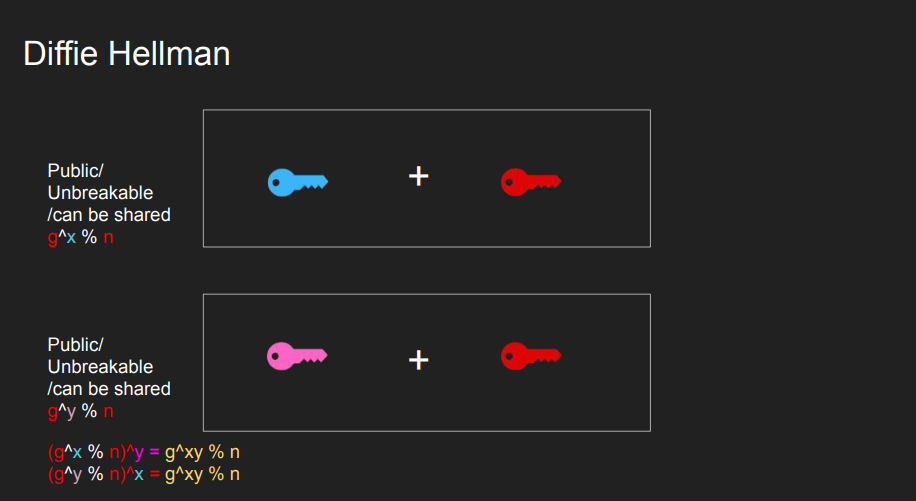 Diffie Hellman
Public/
Unbreakable
/can be shared
g^x % n
+
Public/
Unbreakable
/can be shared
g^y % n
+
(g^x % n)^y = g^xy % n
(g^y % n)^x = g^xy % n